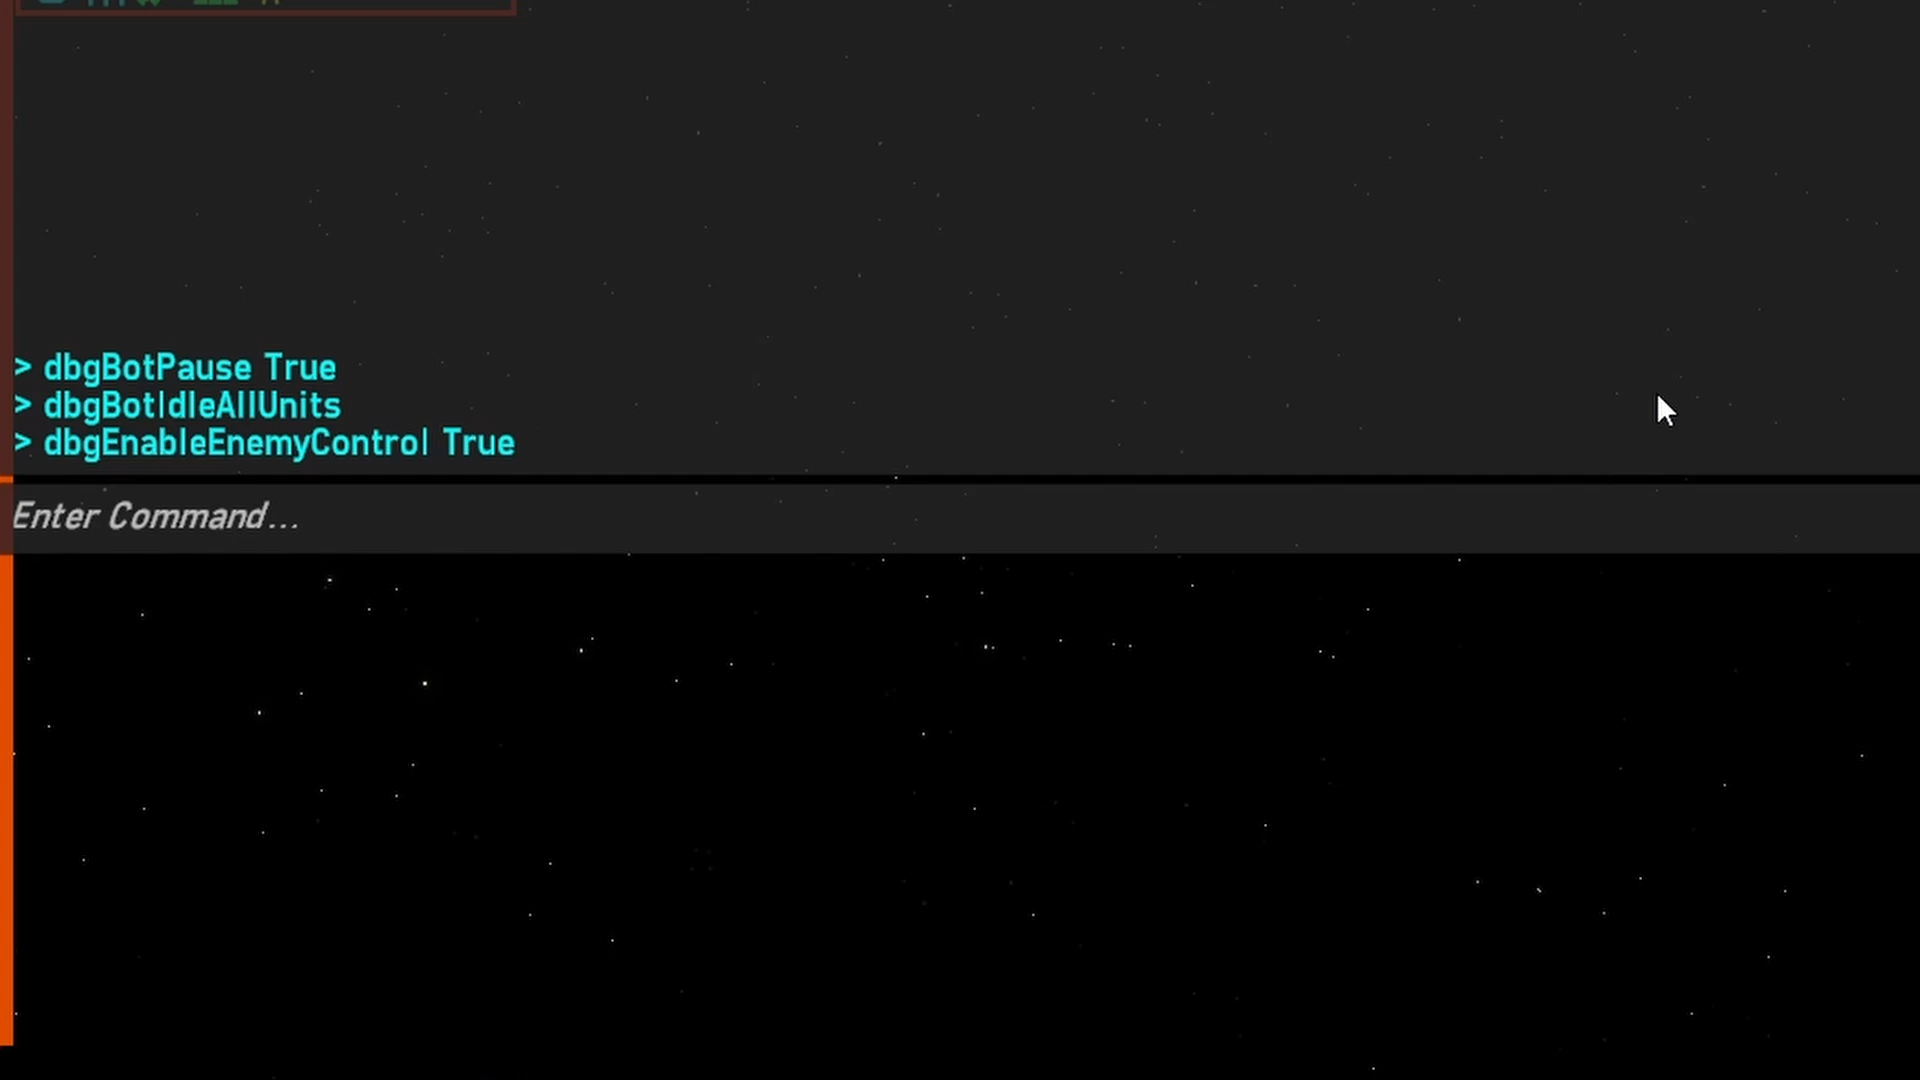 > dbgBotPause True
> dbgBotIdleAllUnits
> dbgEnableEnemyControl True
Enter Command...